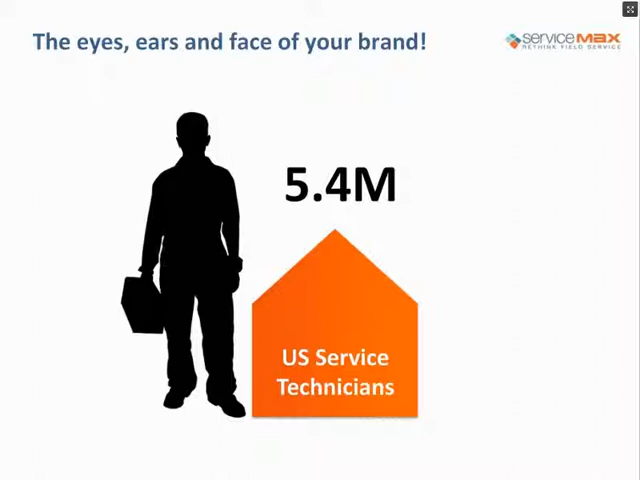 The eyes, ears and face of your brand!
serviceMAX
RETHINK FIELD SERVICE
5.4M
US Service
Technicians